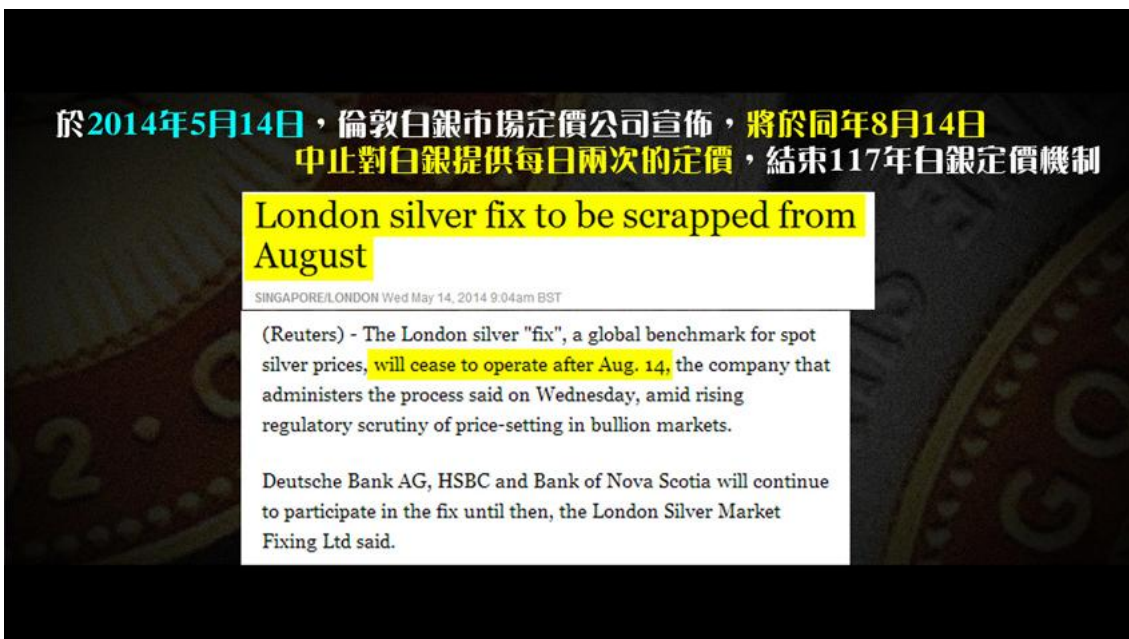 於2014年5月14日，倫敦白銀市場定價公司宣佈，將於同年8月14日
中止對白銀提供每日兩次的定價，結束117年白銀定價機制
London silver fix to be scrapped from
August
SINGAPORE/LONDON Wed May 14, 2014 9:04am BST
(Reuters) - The London silver "fix", a global benchmark for spot
silver prices, will cease to operate after Aug. 14, the company that
administers the process said on Wednesday, amid rising
regulatory scrutiny of price-setting in bullion markets.
Deutsche Bank AG, HSBC and Bank of Nova Scotia will continue
to participate in the fix until then, the London Silver Market
Fixing Ltd said.